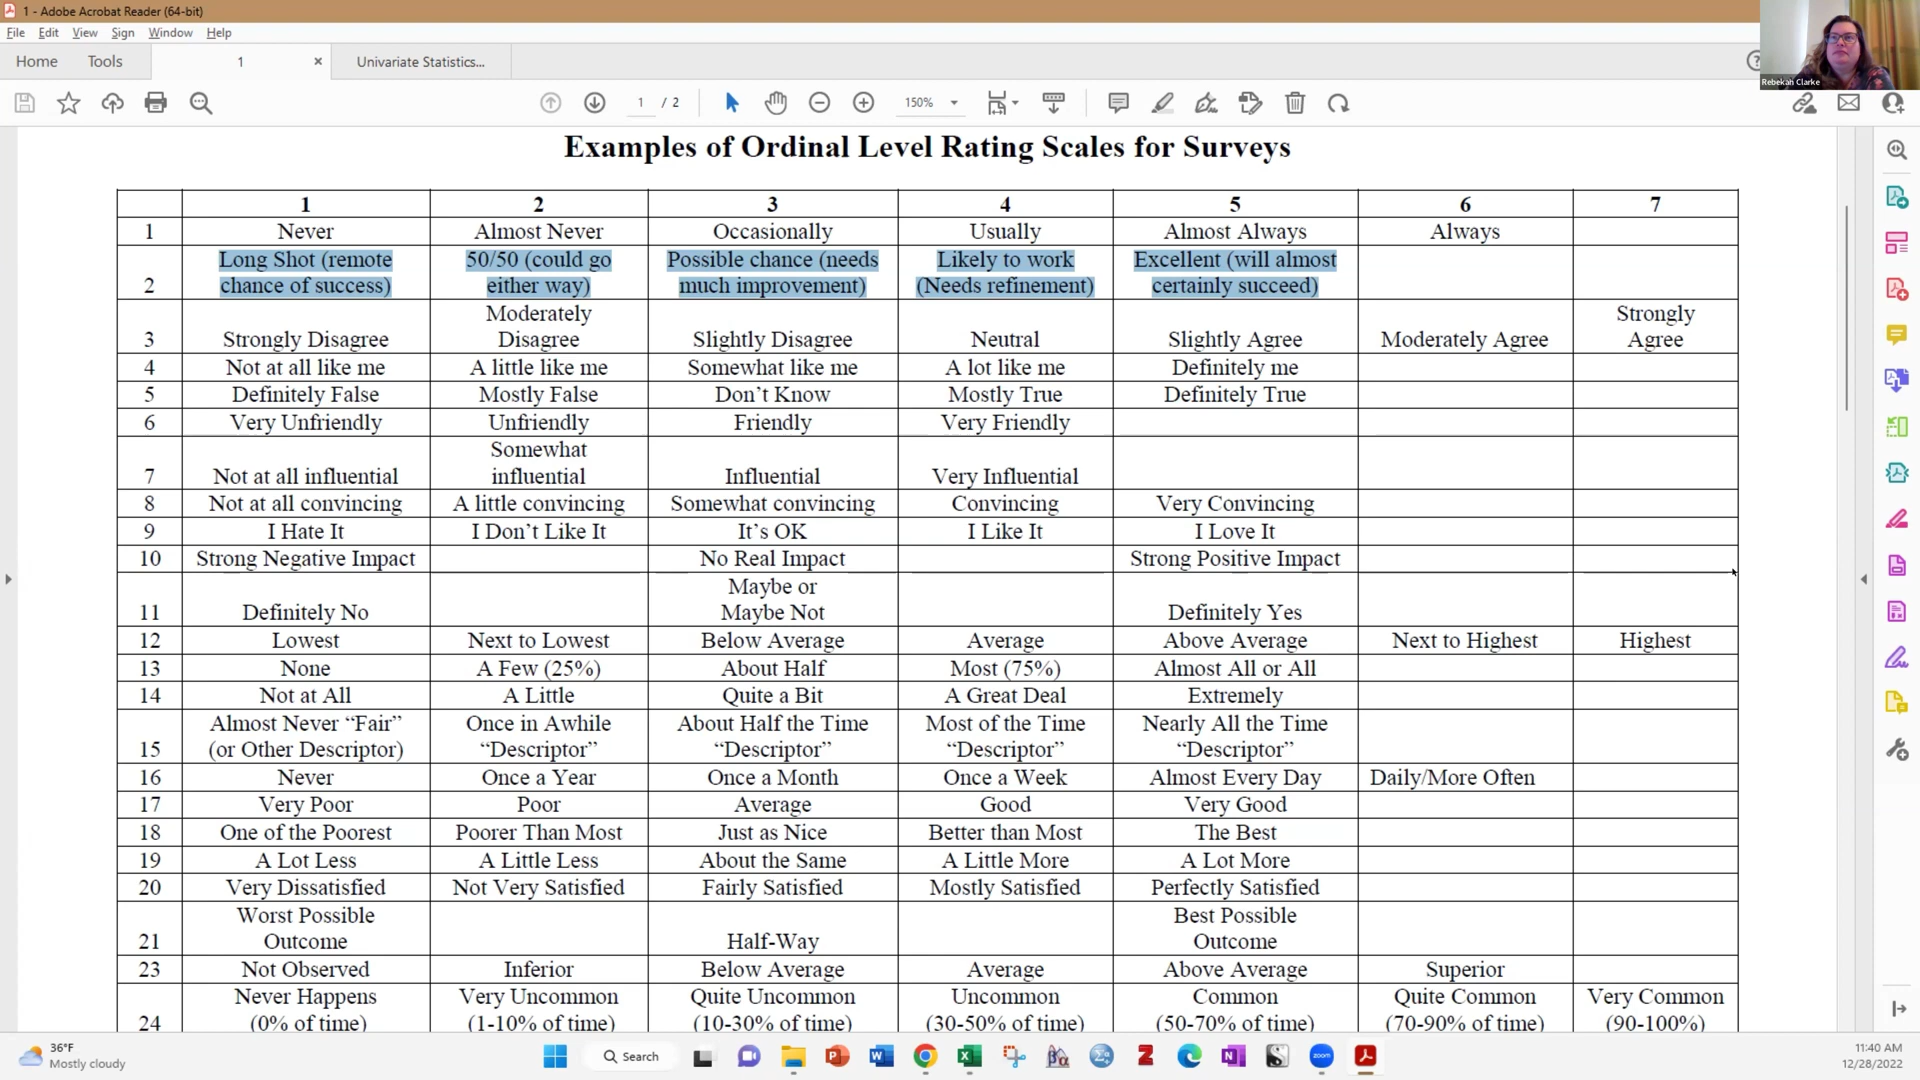 1 - Adobe Acrobat Reader (64-bit)
File Edit View Sign Window Help
Home Tools 1 × Univariate Statistics...
Rebekah Clarke
1 / 2 150%
Examples of Ordinal Level Rating Scales for Surveys
1 2 3 4 5 6 7
1 Never Almost Never Occasionally Usually Almost Always Always
2 Long Shot (remote chance of success) 50/50 (could go either way) Possible chance (needs much improvement) Likely to work (Needs refinement) Excellent (will almost certainly succeed)
3 Strongly Disagree Moderately Disagree Slightly Disagree Neutral Slightly Agree Moderately Agree Strongly Agree
4 Not at all like me A little like me Somewhat like me A lot like me Definitely me
5 Definitely False Mostly False Don’t Know Mostly True Definitely True
6 Very Unfriendly Unfriendly Friendly Very Friendly
7 Not at all influential Somewhat influential Influential Very Influential
8 Not at all convincing A little convincing Somewhat convincing Convincing Very Convincing
9 I Hate It I Don’t Like It It’s OK I Like It I Love It
10 Strong Negative Impact No Real Impact Strong Positive Impact
11 Definitely No Maybe or Maybe Not Definitely Yes
12 Lowest Next to Lowest Below Average Average Above Average Next to Highest Highest
13 None A Few (25%) About Half Most (75%) Almost All or All
14 Not at All A Little Quite a Bit A Great Deal Extremely
15 Almost Never “Fair” (or Other Descriptor) Once in Awhile “Descriptor” About Half the Time “Descriptor” Most of the Time “Descriptor” Nearly All the Time “Descriptor”
16 Never Once a Year Once a Month Once a Week Almost Every Day Daily/More Often
17 Very Poor Poor Average Good Very Good
18 One of the Poorest Poorer Than Most Just as Nice Better than Most The Best
19 A Lot Less A Little Less About the Same A Little More A Lot More
20 Very Dissatisfied Not Very Satisfied Fairly Satisfied Mostly Satisfied Perfectly Satisfied
21 Worst Possible Outcome Half-Way Best Possible Outcome
23 Not Observed Inferior Below Average Average Above Average Superior
24 Never Happens (0% of time) Very Uncommon (1-10% of time) Quite Uncommon (10-30% of time) Uncommon (30-50% of time) Common (50-70% of time) Quite Common (70-90% of time) Very Common (90-100%)
36°F
Mostly cloudy
Search
zoom
11:40 AM
12/28/2022